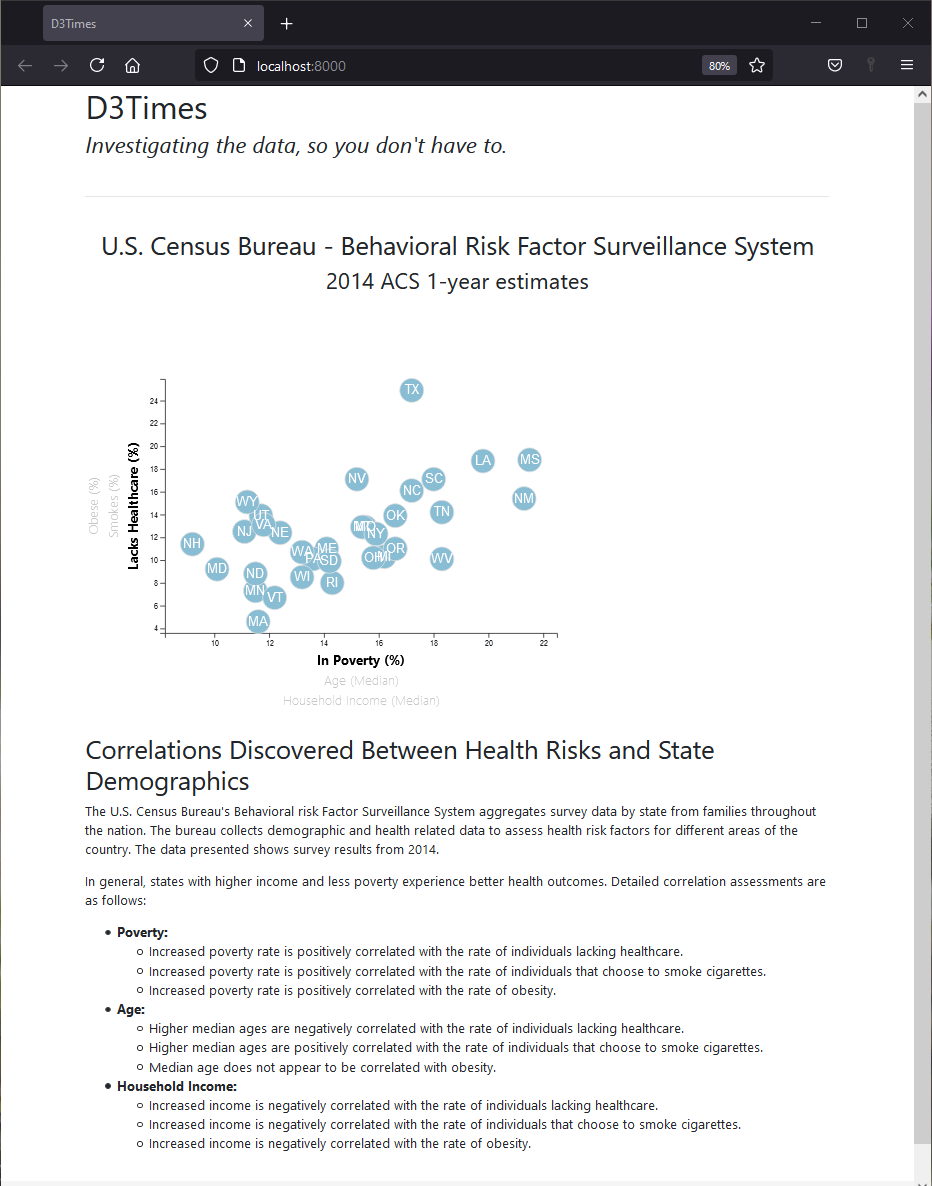 D3Times
localhost:8000
80%
D3Times
Investigating the data, so you don't have to.
U.S. Census Bureau - Behavioral Risk Factor Surveillance System
2014 ACS 1-year estimates
Obese (%)
Smokes (%)
Lacks Healthcare (%)
24
22
20
18
16
14
12
10
8
6
4
TX
LA
MS
NV
SC
NC
NM
WY
UT
OK
TN
VA
NJ
NE
NY
NH
WA
ME
OR
PA
SD
OH
WV
MD
ND
WI
RI
MN
VT
MA
10
12
14
16
18
20
22
In Poverty (%)
Age (Median)
Household Income (Median)
Correlations Discovered Between Health Risks and State
Demographics
The U.S. Census Bureau's Behavioral risk Factor Surveillance System aggregates survey data by state from families throughout
the nation. The bureau collects demographic and health related data to assess health risk factors for different areas of the
country. The data presented shows survey results from 2014.
In general, states with higher income and less poverty experience better health outcomes. Detailed correlation assessments are
as follows:
Poverty:
Increased poverty rate is positively correlated with the rate of individuals lacking healthcare.
Increased poverty rate is positively correlated with the rate of individuals that choose to smoke cigarettes.
Increased poverty rate is positively correlated with the rate of obesity.
Age:
Higher median ages are negatively correlated with the rate of individuals lacking healthcare.
Higher median ages are positively correlated with the rate of individuals that choose to smoke cigarettes.
Median age does not appear to be correlated with obesity.
Household Income:
Increased income is negatively correlated with the rate of individuals lacking healthcare.
Increased income is negatively correlated with the rate of individuals that choose to smoke cigarettes.
Increased income is negatively correlated with the rate of obesity.